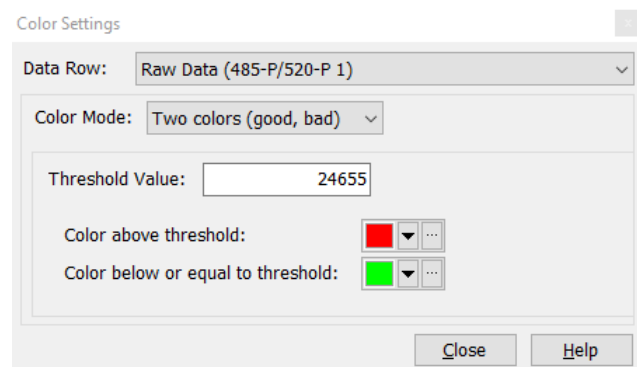 Color Settings
Data Row: Raw Data (485-P/520-P 1)
Color Mode: Two colors (good, bad)
Threshold Value: 24655
Color above threshold:
Color below or equal to threshold:
Close Help